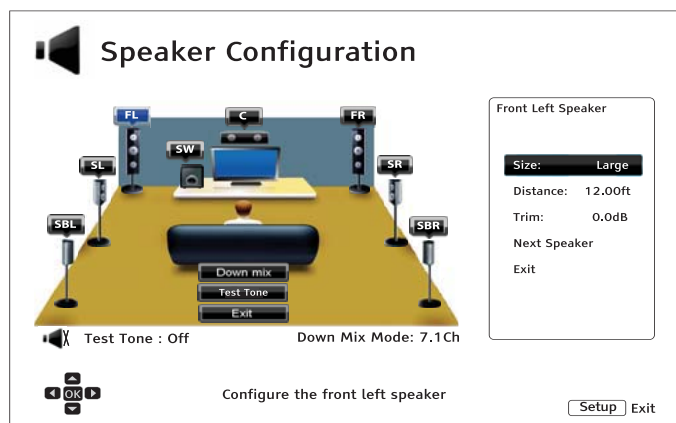 Speaker Configuration
FL
C
FR
SW
SL
SR
SBL
SBR
Down mix
Test Tone
Exit
Test Tone : Off
Down Mix Mode: 7.1Ch
Front Left Speaker
Size: Large
Distance: 12.00ft
Trim: 0.0dB
Next Speaker
Exit
OK
Configure the front left speaker
Setup Exit